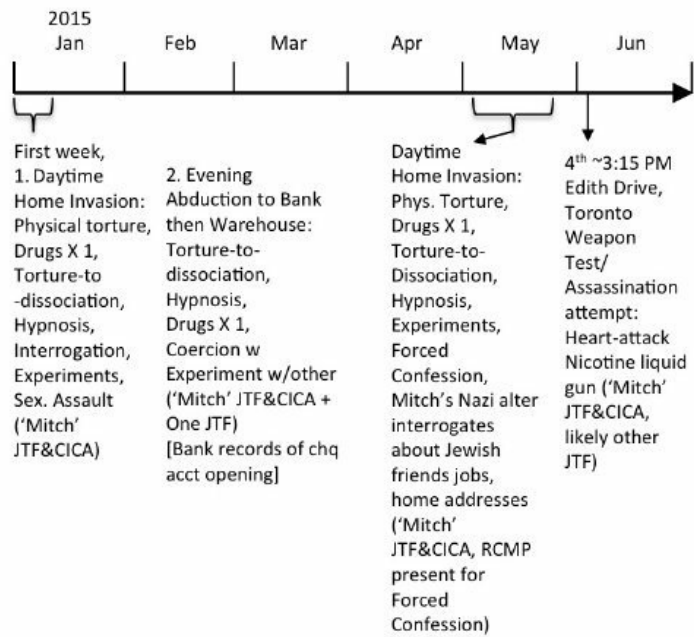 2015
Jan Feb Mar Apr May Jun
First week,
1. Daytime
Home Invasion:
Physical torture,
Drugs X 1,
Torture-to
-dissociation,
Hypnosis,
Interrogation,
Experiments,
Sex. Assault
(‘Mitch’
JTF&CICA)
2. Evening
Abduction to Bank
then Warehouse:
Torture-to-
dissociation,
Hypnosis,
Drugs X 1,
Coercion w
Experiment w/other
(‘Mitch’ JTF&CICA +
One JTF)
[Bank records of chq
acct opening]
Daytime
Home Invasion:
Phys. Torture,
Drugs X 1,
Torture-to-
Dissociation,
Hypnosis,
Experiments,
Forced
Confession,
Mitch’s Nazi alter
interrogates
about Jewish
friends jobs,
home addresses
(‘Mitch’
JTF&CICA, RCMP
present for
Forced
Confession)
4th ~3:15 PM
Edith Drive,
Toronto
Weapon
Test/
Assassination
attempt:
Heart-attack
Nicotine liquid
gun (‘Mitch’
JTF&CICA,
likely other
JTF)